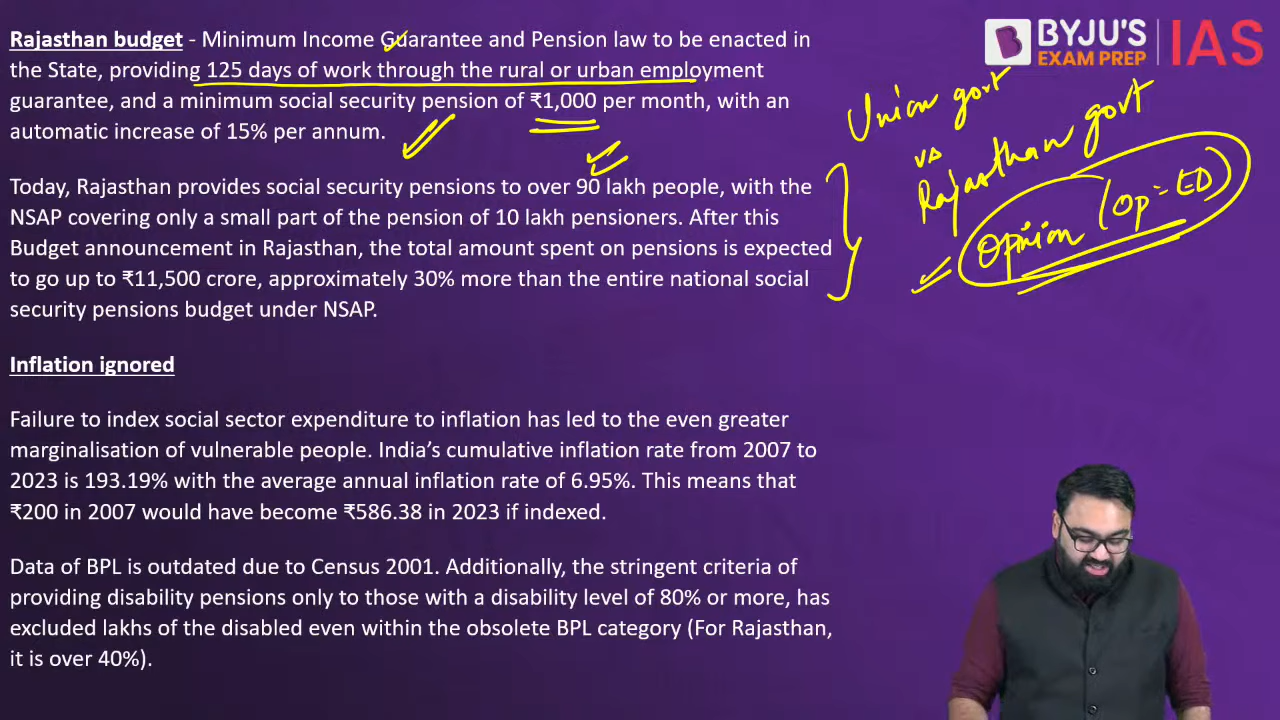 Rajasthan budget - Minimum Income Guarantee and Pension law to be enacted in
the State, providing 125 days of work through the rural or urban employment
guarantee, and a minimum social security pension of ₹1,000 per month, with an
automatic increase of 15% per annum.
Today, Rajasthan provides social security pensions to over 90 lakh people, with the
NSAP covering only a small part of the pension of 10 lakh pensioners. After this
Budget announcement in Rajasthan, the total amount spent on pensions is expected
to go up to ₹11,500 crore, approximately 30% more than the entire national social
security pensions budget under NSAP.
Inflation ignored
Failure to index social sector expenditure to inflation has led to the even greater
marginalisation of vulnerable people. India’s cumulative inflation rate from 2007 to
2023 is 193.19% with the average annual inflation rate of 6.95%. This means that
₹200 in 2007 would have become ₹586.38 in 2023 if indexed.
Data of BPL is outdated due to Census 2001. Additionally, the stringent criteria of
providing disability pensions only to those with a disability level of 80% or more, has
excluded lakhs of the disabled even within the obsolete BPL category (For Rajasthan,
it is over 40%).
BYJU'S
EXAM PREP
IAS
Union govt
vs
Rajasthan govt
Opinion (Op-ED)